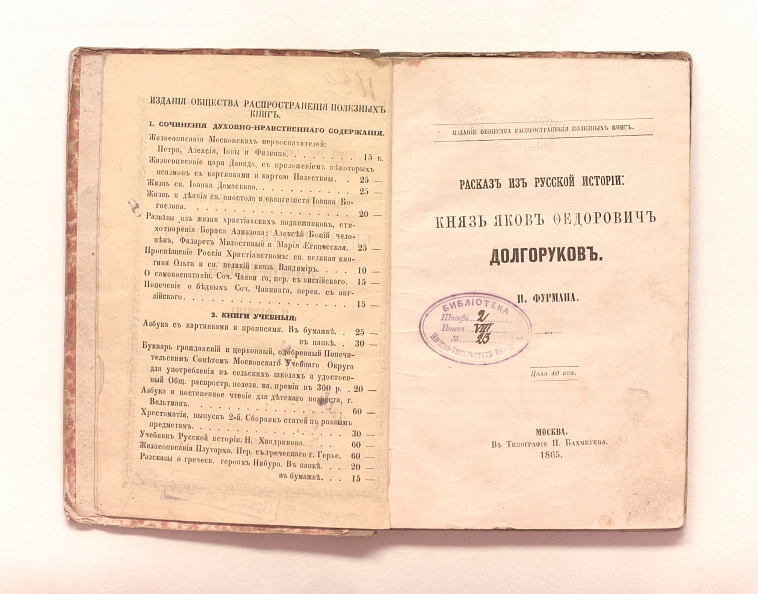 ИЗДАНІЯ ОБЩЕСТВА РАСПРОСТРАНЕНІЯ ПОЛЕЗНЫХЪ
КНИГЪ.
1. СОЧИНЕНІЯ ДУХОВНО-НРАВСТВЕННАГО СОДЕРЖАНІЯ.
Жизнеописанія Московскихъ первосвятителей:
Петра, Алексія, Іоны и Филиппа. . . . . . . . . 15 к.
Жизнеописаніе царя Давида, съ приложеніемъ нѣкоторыхъ
псалмовъ съ картинками и картою Палестины. . 25 —
Жизнь св. Іоанна Дамаскина. . . . . . . . . . 25 —
Жизнь и дѣянія св. апостола и евангелиста Іоанна Бо-
гослова. . . . . . . . . . . . . . 20 —
Разсказы изъ жизни христіанскихъ подвижниковъ, сти-
хотворенія Бориса Алмазова: Алексѣй Божій чело-
вѣкъ, Филаретъ Милостивый и Марія Египетская. 25 —
Просвѣщеніе Россіи Христіанствомъ: св. великая кня-
гиня Ольга и св. великій князь Владиміръ. . . 10 —
О самовоспитаніи. Соч. Чаннинга, пер. съ англійскаго. 15 —
Попеченіе о бѣдныхъ Соч. Чаннинга, перев. съ анг-
лійскаго. . . . . . . . . . . . . 15 —
2. КНИГИ УЧЕБНЫЯ:
Азбука съ картинками и прописями. Въ бумажкѣ. . 25 —
въ папкѣ. . 30 —
Букварь гражданскій и церковный, одобренный Попечи-
тельскимъ Совѣтомъ Московскаго Учебнаго Округа
для употребленія въ сельскихъ школахъ и удостоен-
ный Общ. распростр. полезн. кн. преміи въ 300 р. . 20 —
Азбука и постепенное чтеніе для дѣтскаго возраста, г.
Вельтманъ. . . . . . . . . . . . . 60 —
Хрестоматія, выпускъ 2-й. Сборникъ статей по разнымъ
предметамъ. . . . . . . . . . . . 30 —
Учебникъ Русской исторіи, Н. Хандрикова. . . . 60 —
Жизнеописанія Плутарха. Пер. съ греческаго г. Герье. 60 —
Разсказы о греческ. герояхъ Нибура. Въ папкѣ. . . 20 —
въ бумажкѣ. . . 15 —
ИЗДАНІЕ ОБЩЕСТВА РАСПРОСТРАНЕНІЯ ПОЛЕЗНЫХЪ КНИГЪ.
РАСКАЗЪ ИЗЪ РУССКОЙ ИСТОРІИ:
КНЯЗЬ ЯКОВЪ ѲЕДОРОВИЧЪ
ДОЛГОРУКОВЪ.
П. ФУРМАНА.
БИБЛІОТЕКА
Шкафъ 2
Полка VIII
№ 23
Цѣна 40 коп.
МОСКВА.
Въ Типографіи П. Бахметева.
1865.